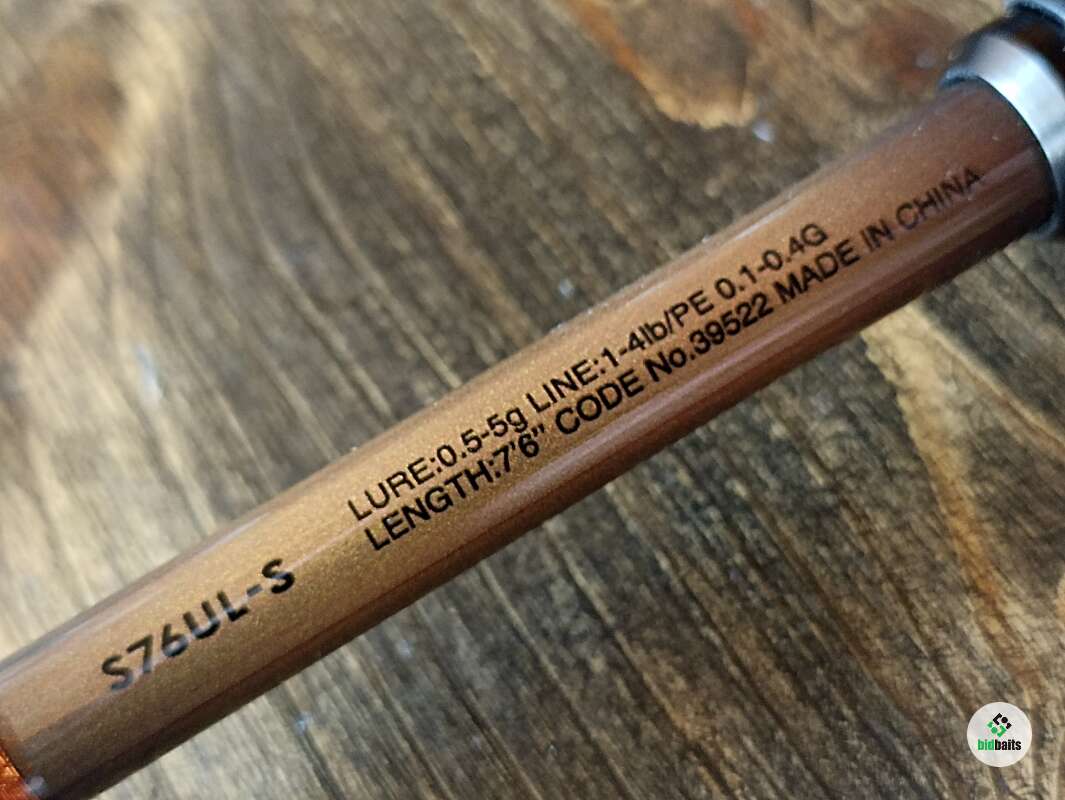 LURE:0.5-5g LINE:1-4lb/PE 0.1-0.4G
LENGTH:7'6" CODE No.39522 MADE IN CHINA
S76UL-S
bidbaits